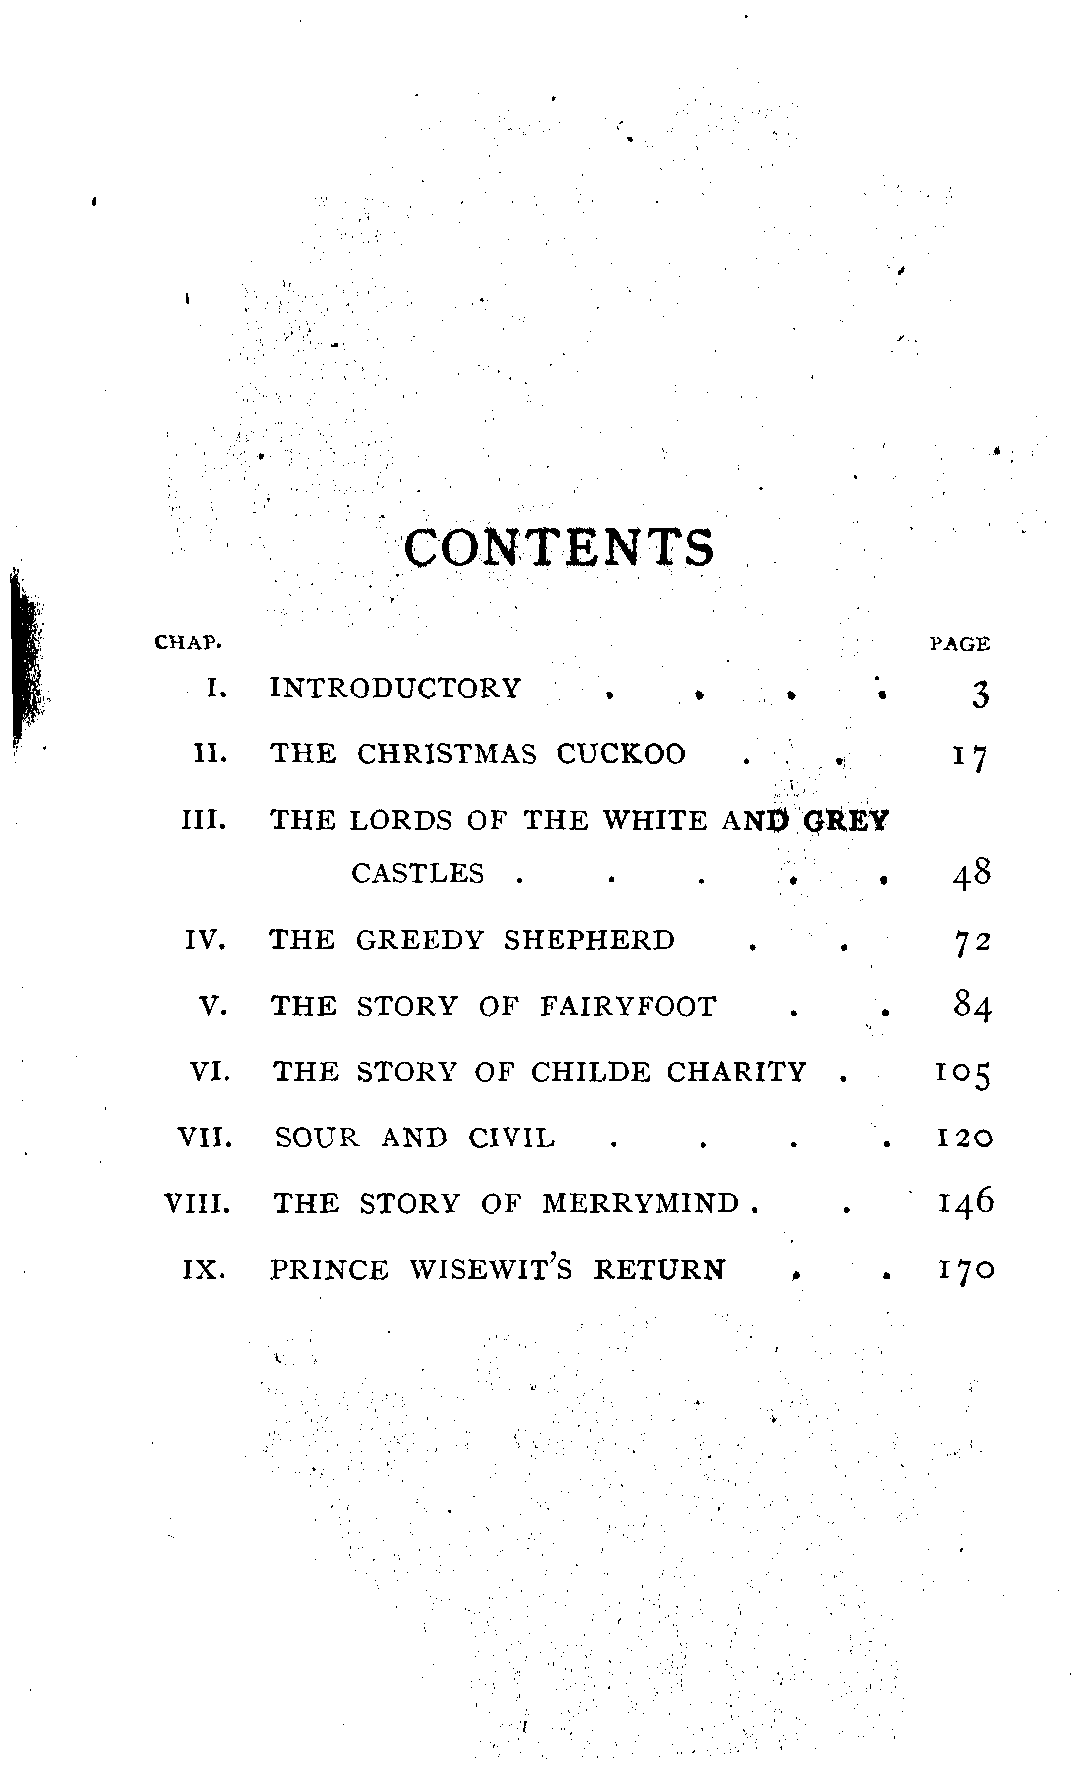 CONTENTS
CHAP. PAGE
I. INTRODUCTORY . . . . 3
II. THE CHRISTMAS CUCKOO . . 17
III. THE LORDS OF THE WHITE AND GREY
CASTLES . . . . . 48
IV. THE GREEDY SHEPHERD . . 72
V. THE STORY OF FAIRYFOOT . . 84
VI. THE STORY OF CHILDE CHARITY . 105
VII. SOUR AND CIVIL . . . . 120
VIII. THE STORY OF MERRYMIND . . 146
IX. PRINCE WISEWIT'S RETURN . . 170